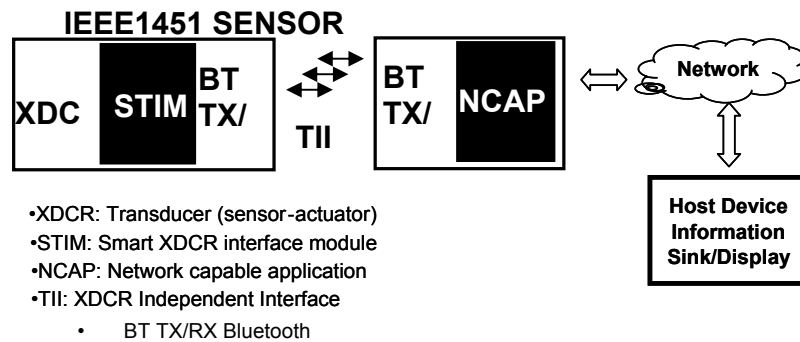 IEEE1451 SENSOR
XDC
STIM
BT
TX/
TII
BT
TX/
NCAP
Network
Host Device
Information
Sink/Display
•XDCR: Transducer (sensor-actuator)
•STIM: Smart XDCR interface module
•NCAP: Network capable application
•TII: XDCR Independent Interface
• BT TX/RX Bluetooth